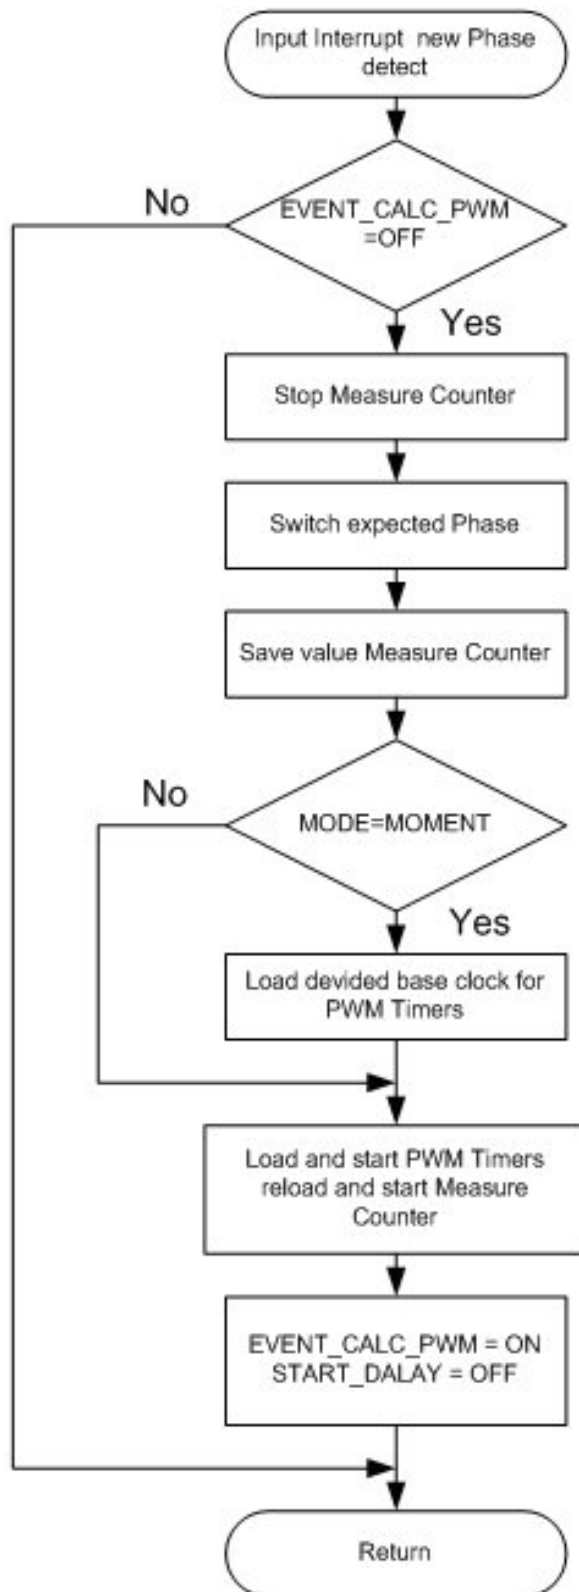 Input Interrupt new Phase
detect
No
EVENT_CALC_PWM
=OFF
Yes
Stop Measure Counter
Switch expected Phase
Save value Measure Counter
No
MODE=MOMENT
Yes
Load devided base clock for
PWM Timers
Load and start PWM Timers
reload and start Measure
Counter
EVENT_CALC_PWM = ON
START_DALAY = OFF
Return